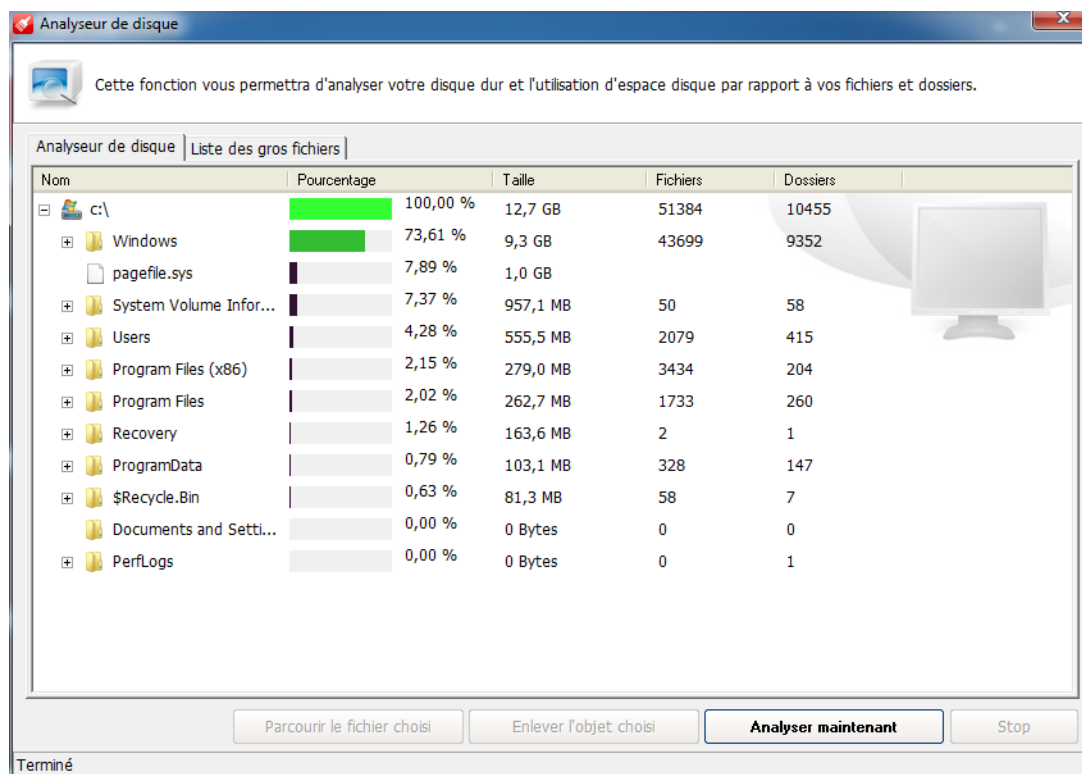 Analyseur de disque
Cette fonction vous permettra d'analyser votre disque dur et l'utilisation d'espace disque par rapport à vos fichiers et dossiers.
Analyseur de disque Liste des gros fichiers
Nom Pourcentage Taille Fichiers Dossiers
c:\ 100,00 % 12,7 GB 51384 10455
Windows 73,61 % 9,3 GB 43699 9352
pagefile.sys 7,89 % 1,0 GB
System Volume Infor... 7,37 % 957,1 MB 50 58
Users 4,28 % 555,5 MB 2079 415
Program Files (x86) 2,15 % 279,0 MB 3434 204
Program Files 2,02 % 262,7 MB 1733 260
Recovery 1,26 % 163,6 MB 2 1
ProgramData 0,79 % 103,1 MB 328 147
$Recycle.Bin 0,63 % 81,3 MB 58 7
Documents and Setti... 0,00 % 0 Bytes 0 0
PerfLogs 0,00 % 0 Bytes 0 1
Parcourir le fichier choisi Enlever l'objet choisi Analyser maintenant Stop
Terminé